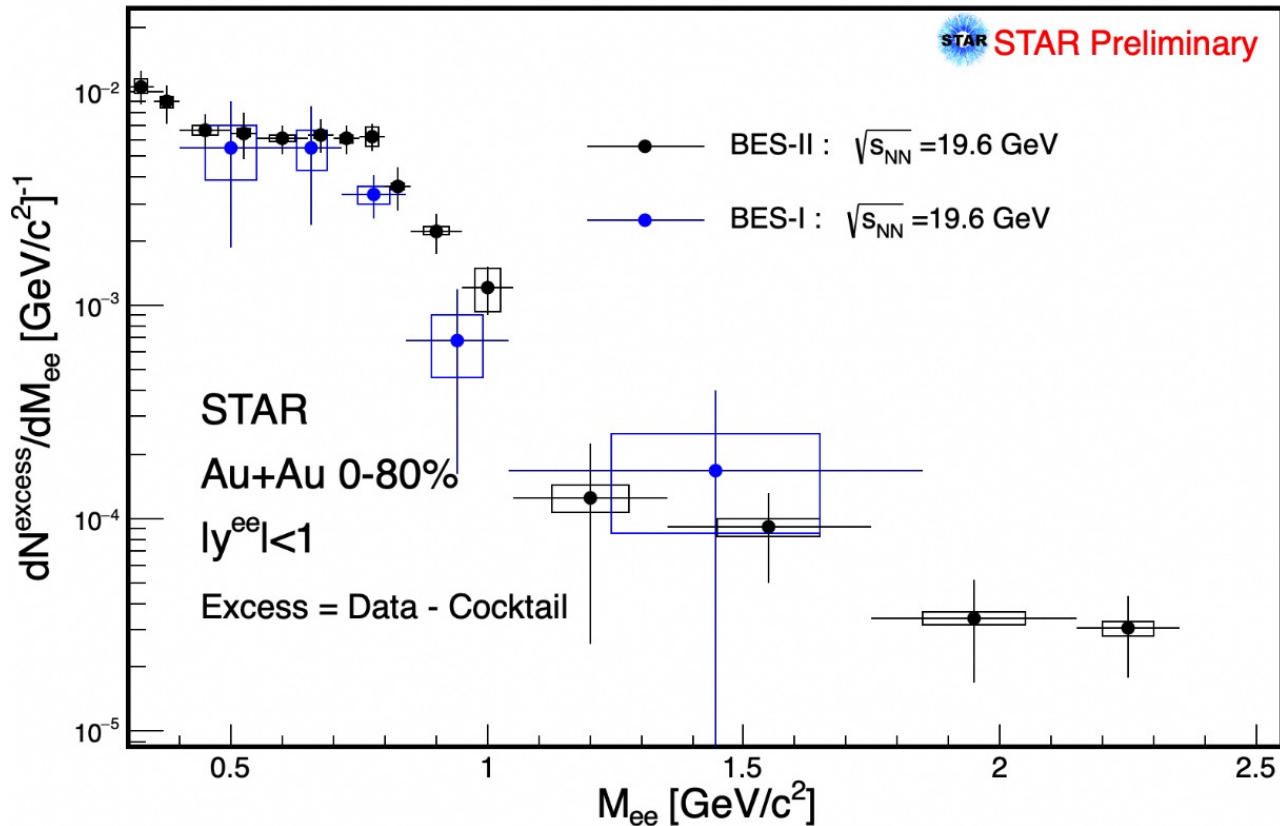 STAR STAR Preliminary
10⁻²
10⁻³
10⁻⁴
10⁻⁵
dN^excess/dM_ee [GeV/c²]⁻¹
BES-II : √s_NN =19.6 GeV
BES-I : √s_NN =19.6 GeV
STAR
Au+Au 0-80%
|y^ee|<1
Excess = Data - Cocktail
0.5 1 1.5 2 2.5
M_ee [GeV/c²]